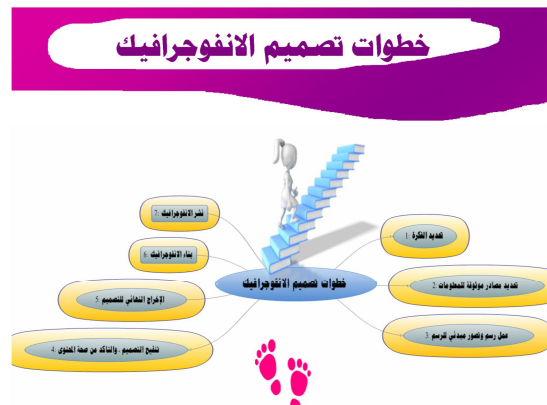 خطوات تصميم الانفوجرافيك
خطوات تصميم الانفوجرافيك
1: تحديد الفكرة
2: تحديد مصادر موثوقة للمعلومات
3: عمل رسم وتصور مبدئي للرسم
4: تنقيح التصميم , والتاكد من صحة المحتوى
5: الإخراج النهائي للتصميم
6: بناء الانفوجرافيك
7: نشر الانفوجرافيك